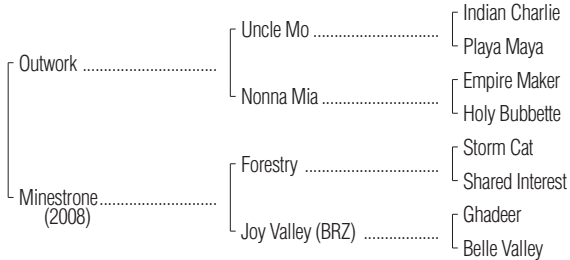 Indian Charlie
Uncle Mo ................................
Playa Maya
Outwork ..................................
Empire Maker
Nonna Mia ..............................
Holy Bubbette
Storm Cat
Forestry ..................................
Shared Interest
Minestrone .............................
(2008)
Ghadeer
Joy Valley (BRZ) ...................
Belle Valley